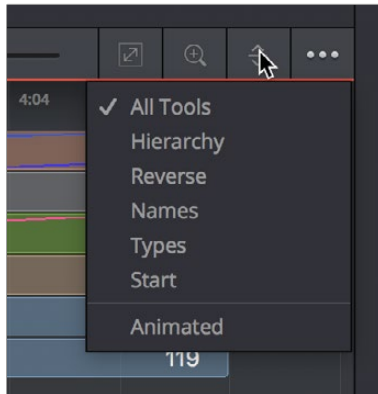 4:04
✓ All Tools
Hierarchy
Reverse
Names
Types
Start
Animated
119